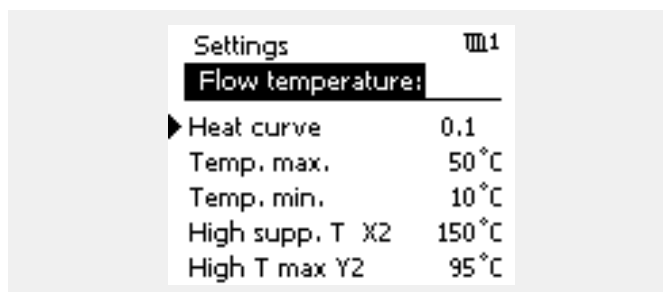 Settings 1
Flow temperature:
Heat curve 0.1
Temp. max. 50°C
Temp. min. 10°C
High supp. T X2 150°C
High T max Y2 95°C